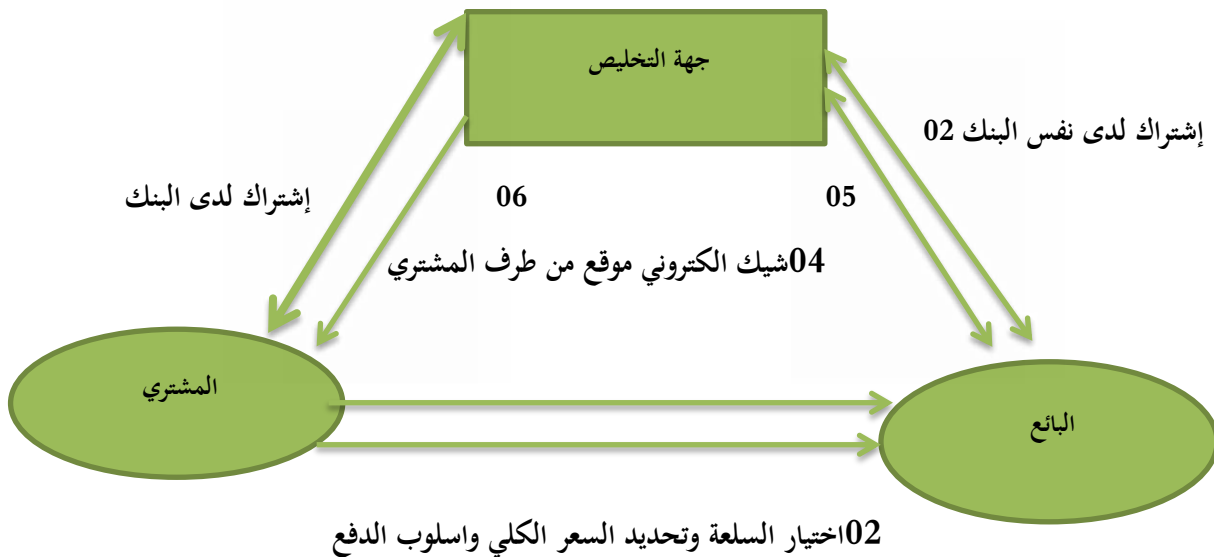 جهة التخليص
إشتراك لدى نفس البنك 02
إشتراك لدى البنك
06
05
04شيك الكتروني موقع من طرف المشتري
المشتري
البائع
02اختيار السلعة وتحديد السعر الكلي واسلوب الدفع